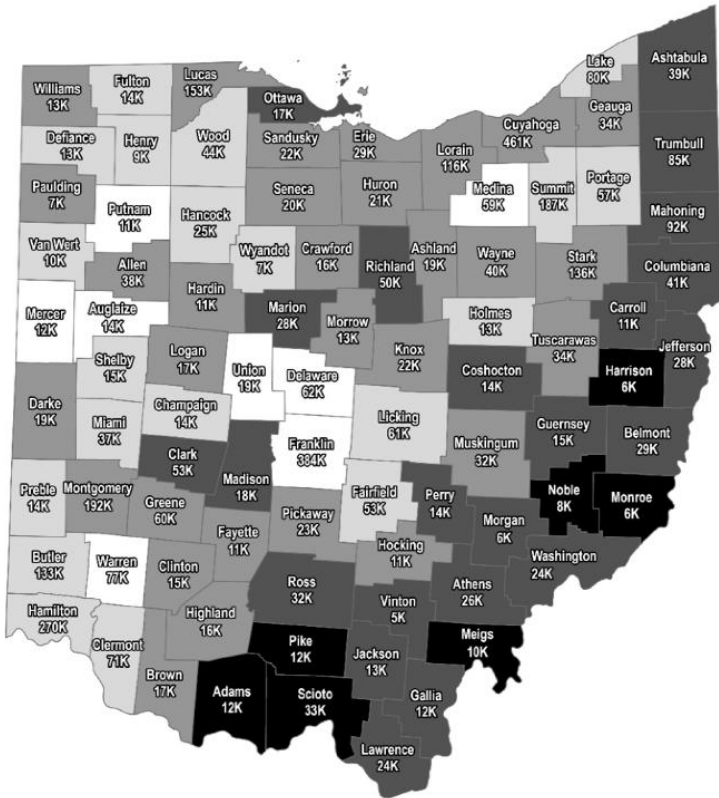 Williams
13K
Fulton
14K
Lucas
153K
Ottawa
17K
Lake
80K
Ashtabula
39K
Geauga
34K
Cuyahoga
461K
Defiance
13K
Henry
9K
Wood
44K
Sandusky
22K
Erie
29K
Lorain
116K
Trumbull
85K
Paulding
7K
Putnam
11K
Hancock
25K
Seneca
20K
Huron
21K
Medina
59K
Summit
187K
Portage
57K
Mahoning
92K
Van Wert
10K
Allen
38K
Wyandot
7K
Crawford
16K
Richland
50K
Ashland
19K
Wayne
40K
Stark
136K
Columbiana
41K
Mercer
12K
Auglaize
14K
Hardin
11K
Marion
28K
Morrow
13K
Holmes
13K
Carroll
11K
Tuscarawas
34K
Jefferson
28K
Shelby
15K
Logan
17K
Union
19K
Delaware
62K
Knox
22K
Coshocton
14K
Harrison
6K
Darke
19K
Miami
37K
Champaign
14K
Licking
61K
Guernsey
15K
Belmont
29K
Clark
53K
Madison
18K
Franklin
384K
Muskingum
32K
Preble
14K
Montgomery
192K
Greene
60K
Fayette
11K
Pickaway
23K
Fairfield
53K
Perry
14K
Morgan
6K
Noble
8K
Monroe
6K
Butler
133K
Warren
77K
Clinton
15K
Hocking
11K
Washington
24K
Ross
32K
Athens
26K
Vinton
5K
Hamilton
270K
Clermont
71K
Highland
16K
Pike
12K
Jackson
13K
Meigs
10K
Brown
17K
Adams
12K
Scioto
33K
Gallia
12K
Lawrence
24K